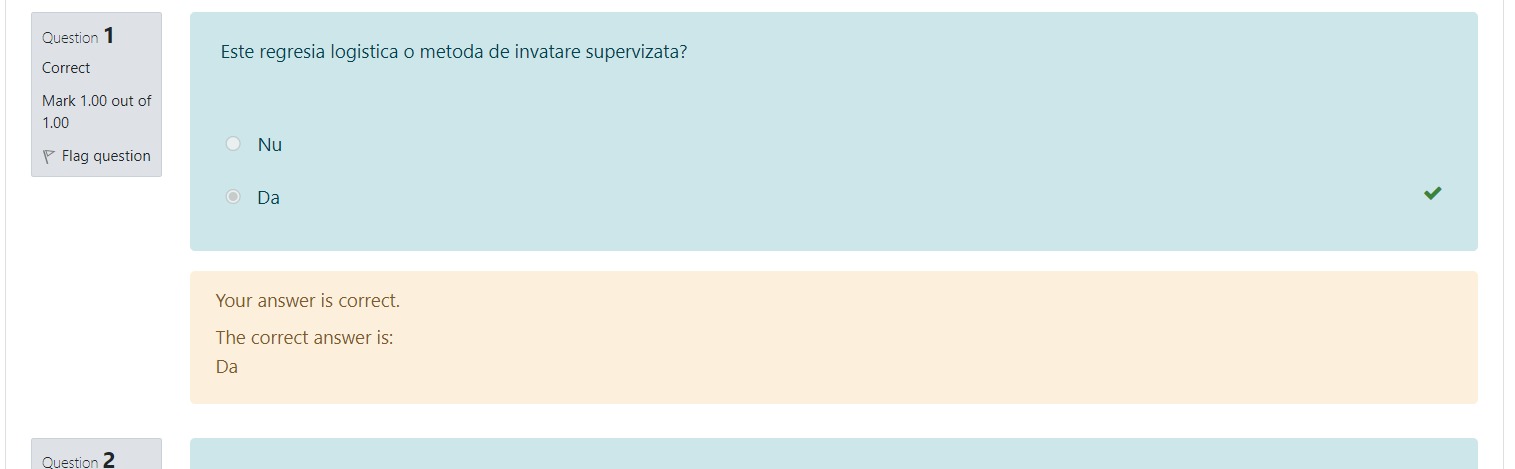 Question 1
Correct
Mark 1.00 out of
1.00
Flag question
Este regresia logistica o metoda de invatare supervizata?
Nu
Da
Your answer is correct.
The correct answer is:
Da
Question 2